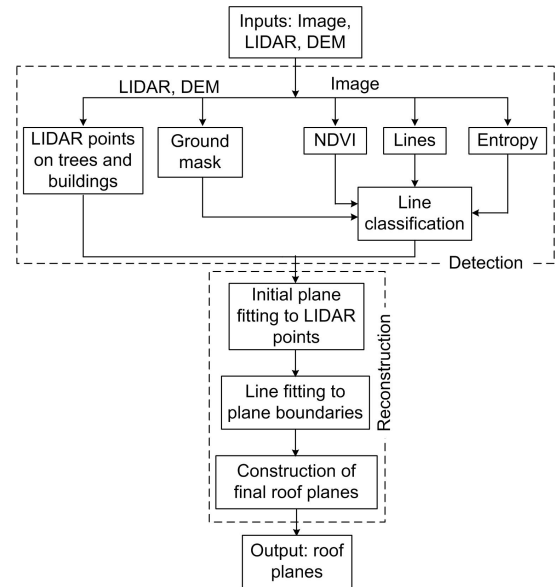 Inputs: Image,
LIDAR, DEM
LIDAR, DEM
Image
LIDAR points
on trees and
buildings
Ground
mask
NDVI
Lines
Entropy
Line
classification
Detection
Initial plane
fitting to LIDAR
points
Line fitting to
plane boundaries
Construction of
final roof planes
Reconstruction
Output: roof
planes